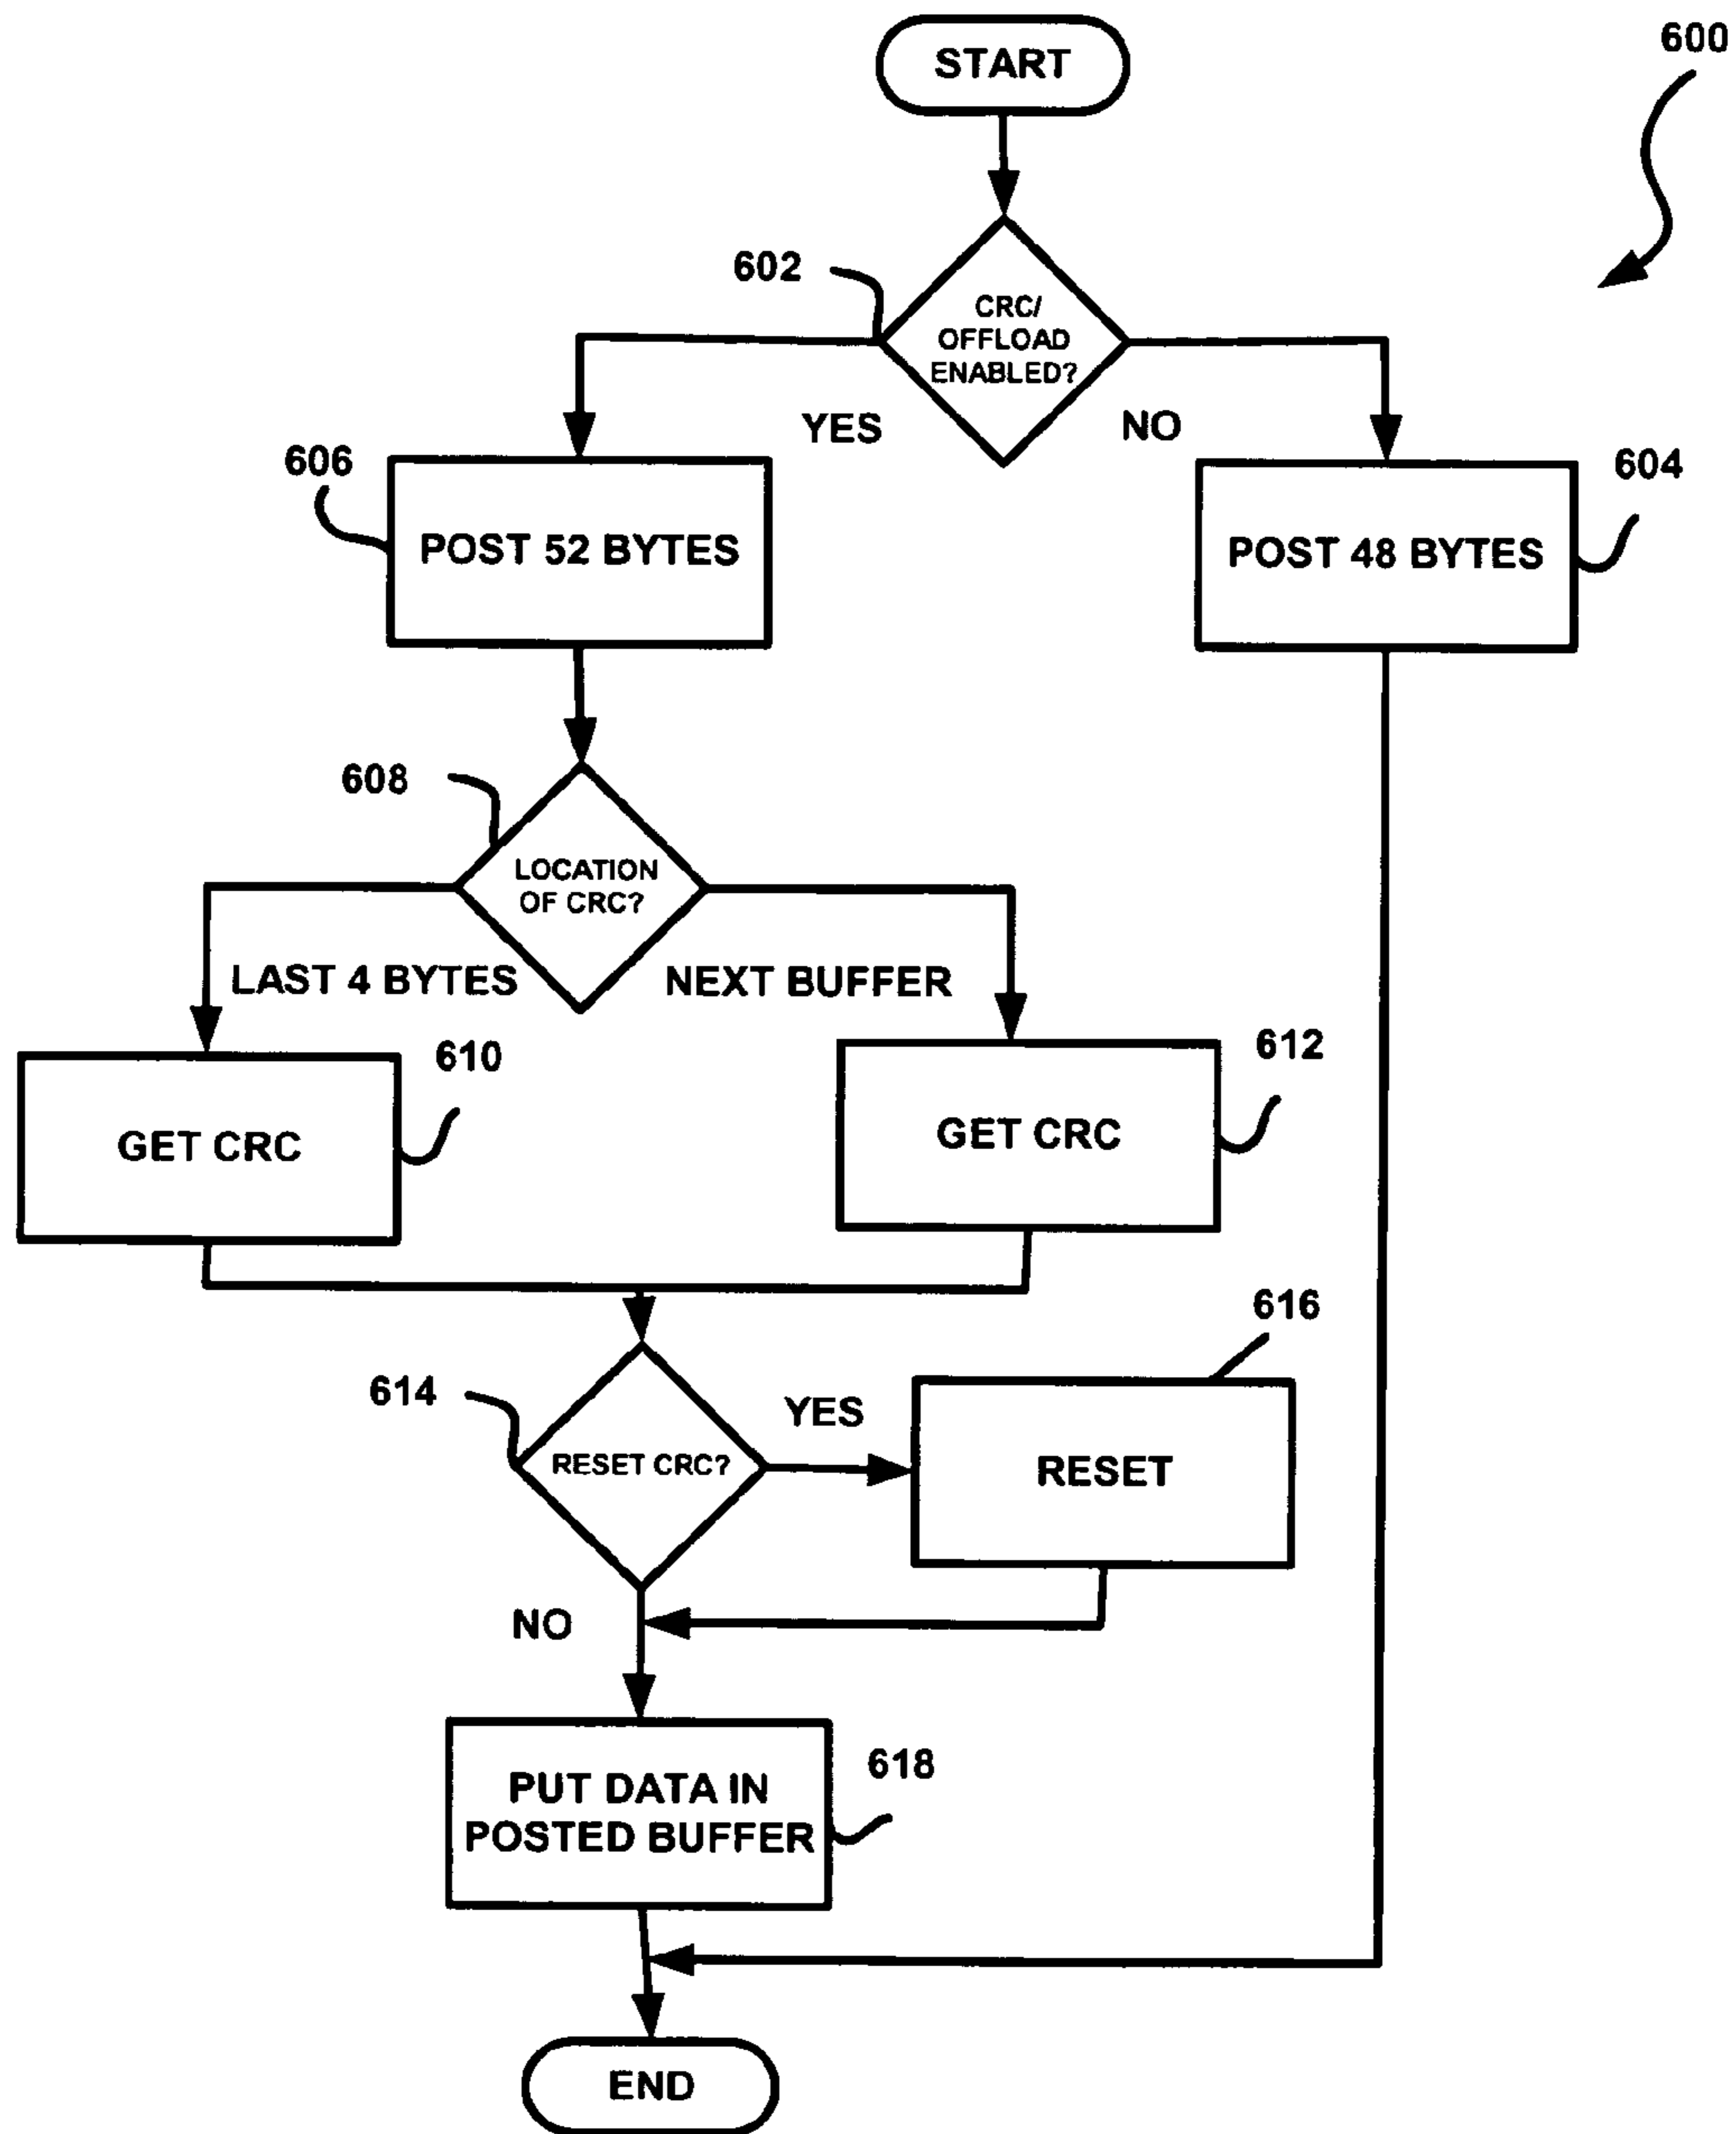 START
600
602
CRC/
OFFLOAD
ENABLED?
YES
NO
606
604
POST 52 BYTES
POST 48 BYTES
608
LOCATION
OF CRC?
LAST 4 BYTES
NEXT BUFFER
610
612
GET CRC
GET CRC
616
614
YES
RESET CRC?
RESET
NO
618
PUT DATA IN
POSTED BUFFER
END